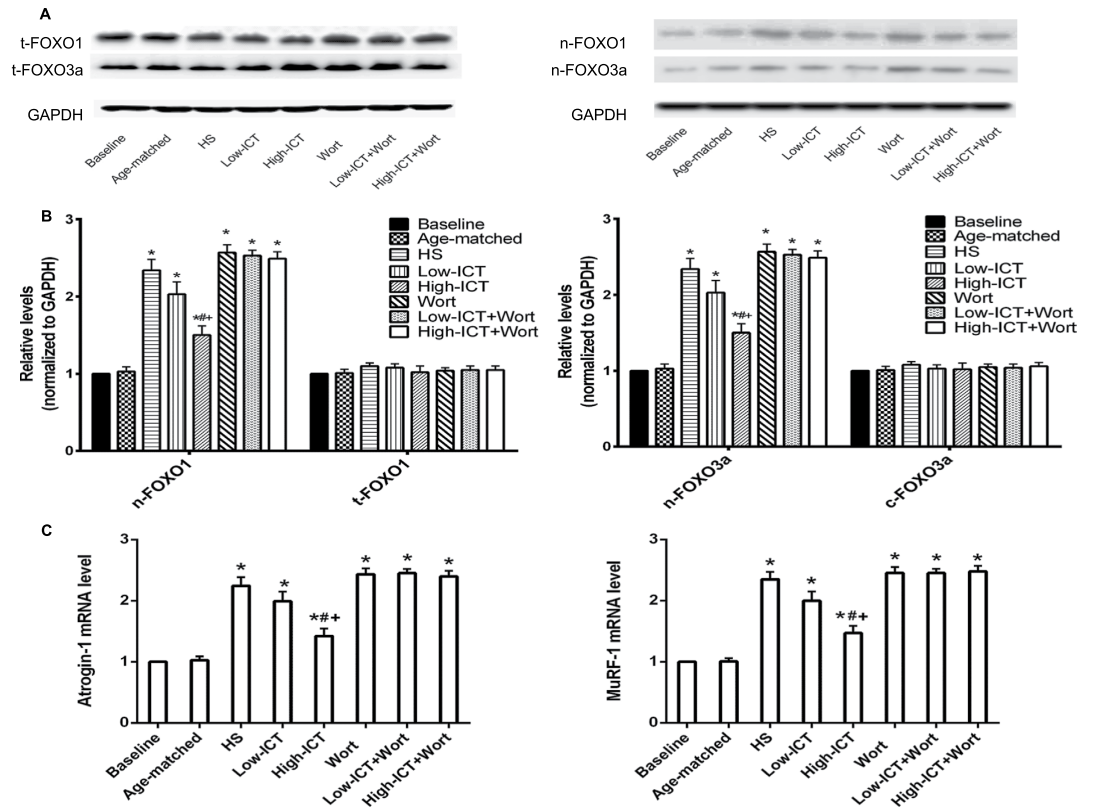 A
t-FOXO1
t-FOXO3a
GAPDH
Baseline
Age-matched
HS
Low-ICT
High-ICT
Wort
Low-ICT+Wort
High-ICT+Wort
n-FOXO1
n-FOXO3a
GAPDH
Baseline
Age-matched
HS
Low-ICT
High-ICT
Wort
Low-ICT+Wort
High-ICT+Wort
B
Relative levels
(normalized to GAPDH)
3
2
1
0
* * *#+ * * *
Baseline
Age-matched
HS
Low-ICT
High-ICT
Wort
Low-ICT+Wort
High-ICT+Wort
n-FOXO1
t-FOXO1
Relative levels
(normalized to GAPDH)
3
2
1
0
* * *#+ * * *
Baseline
Age-matched
HS
Low-ICT
High-ICT
Wort
Low-ICT+Wort
High-ICT+Wort
n-FOXO3a
c-FOXO3a
C
Atrogin-1 mRNA level
3
2
1
0
* * *#+ * * *
Baseline
Age-matched
HS
Low-ICT
High-ICT
Wort
Low-ICT+Wort
High-ICT+Wort
MuRF-1 mRNA level
3
2
1
0
* * *#+ * * *
Baseline
Age-matched
HS
Low-ICT
High-ICT
Wort
Low-ICT+Wort
High-ICT+Wort